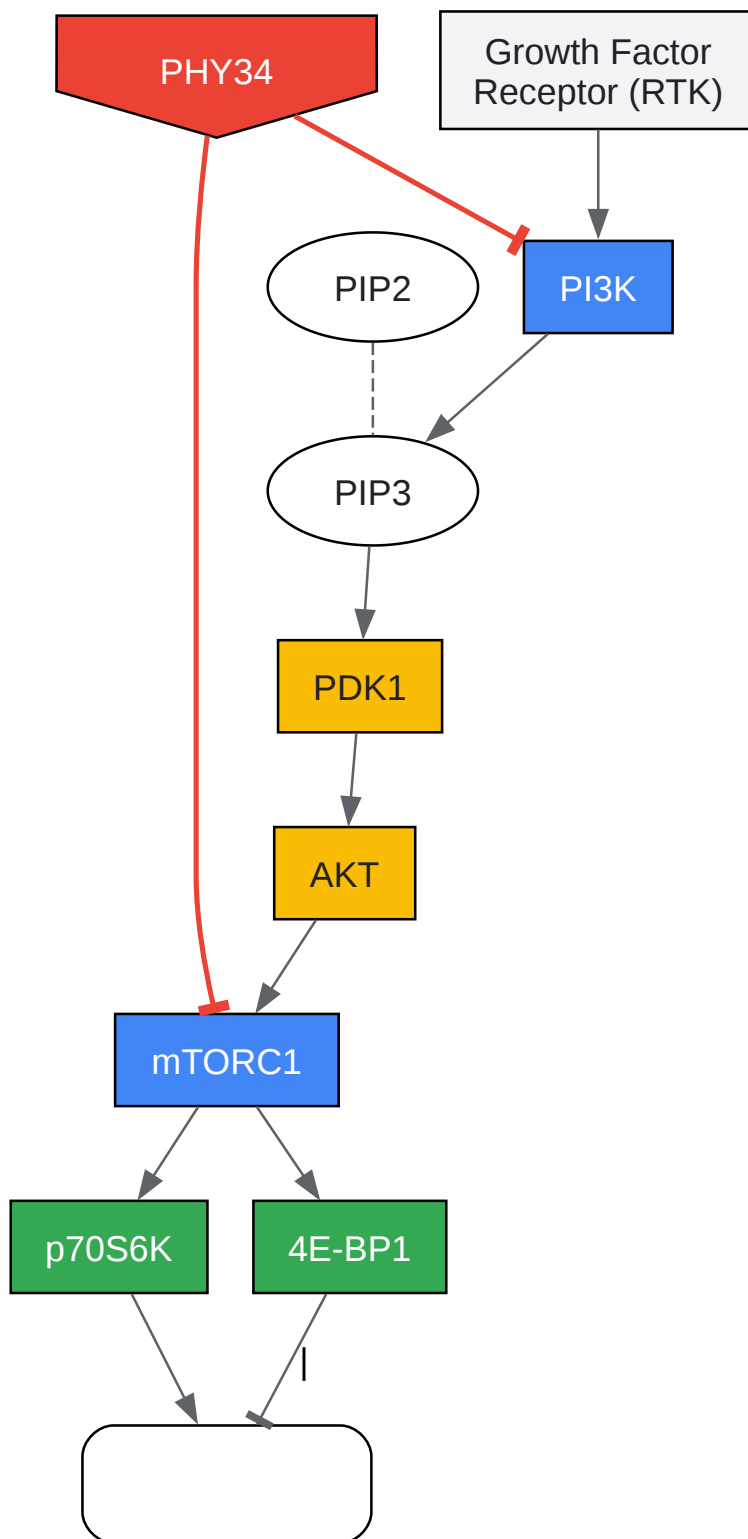 PHY34
Growth Factor
Receptor (RTK)
PIP2
PI3K
PIP3
PDK1
AKT
mTORC1
p70S6K
4E-BP1
|